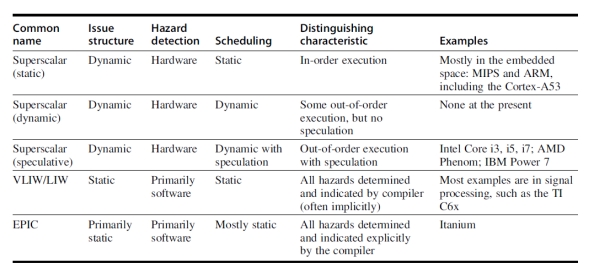 Common name Issue structure Hazard detection Scheduling Distinguishing characteristic Examples
Superscalar (static) Dynamic Hardware Static In-order execution Mostly in the embedded space: MIPS and ARM, including the Cortex-A53
Superscalar (dynamic) Dynamic Hardware Dynamic Some out-of-order execution, but no speculation None at the present
Superscalar (speculative) Dynamic Hardware Dynamic with speculation Out-of-order execution with speculation Intel Core i3, i5, i7; AMD Phenom; IBM Power 7
VLIW/LIW Static Primarily software Static All hazards determined and indicated by compiler (often implicitly) Most examples are in signal processing, such as the TI C6x
EPIC Primarily static Primarily software Mostly static All hazards determined and indicated explicitly by the compiler Itanium